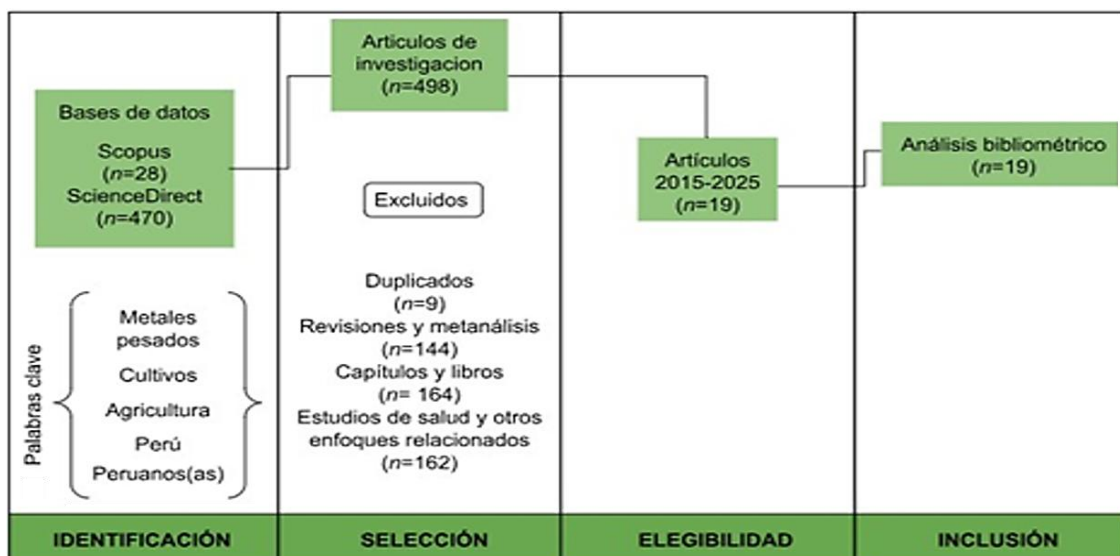 Bases de datos
Scopus
(n=28)
ScienceDirect
(n=470)
Palabras clave
Metales
pesados
Cultivos
Agricultura
Perú
Peruanos(as)
IDENTIFICACIÓN
Articulos de
investigacion
(n=498)
Excluidos
Duplicados
(n=9)
Revisiones y metanálisis
(n=144)
Capítulos y libros
(n= 164)
Estudios de salud y otros
enfoques relacionados
(n=162)
SELECCIÓN
Artículos
2015-2025
(n=19)
ELEGIBILIDAD
Análisis bibliométrico
(n=19)
INCLUSIÓN